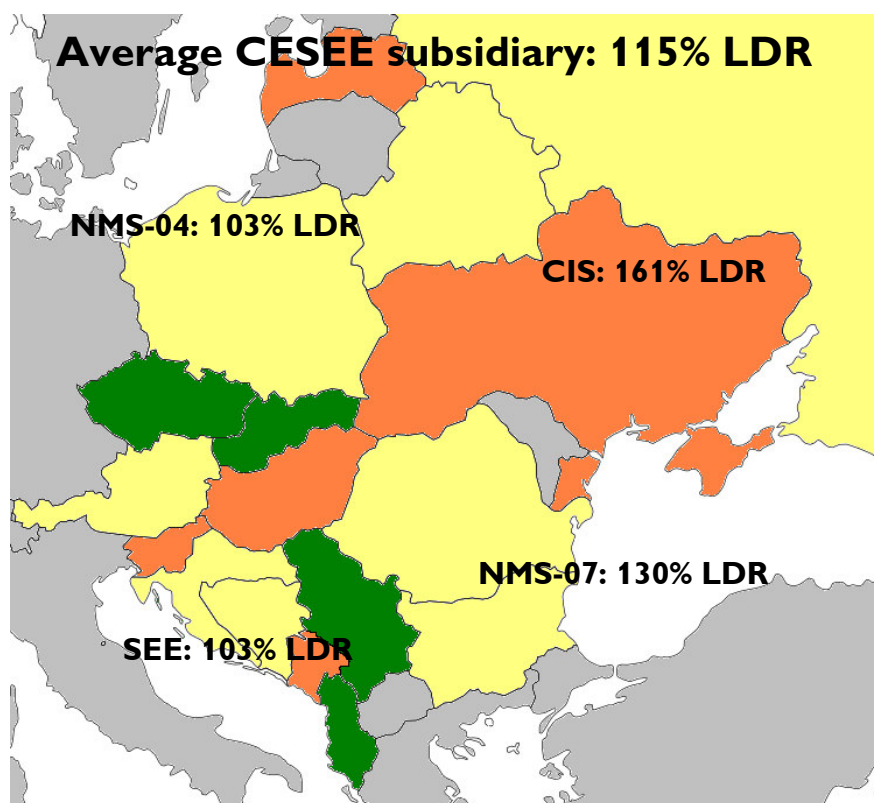 Average CESEE subsidiary: 115% LDR
NMS-04: 103% LDR
CIS: 161% LDR
NMS-07: 130% LDR
SEE: 103% LDR